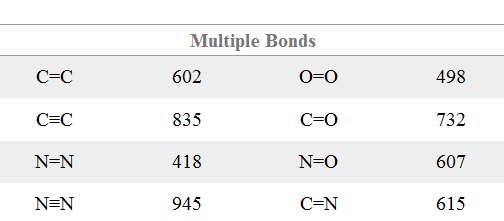 Multiple Bonds
C=C 602 O=O 498
C≡C 835 C=O 732
N=N 418 N=O 607
N≡N 945 C=N 615